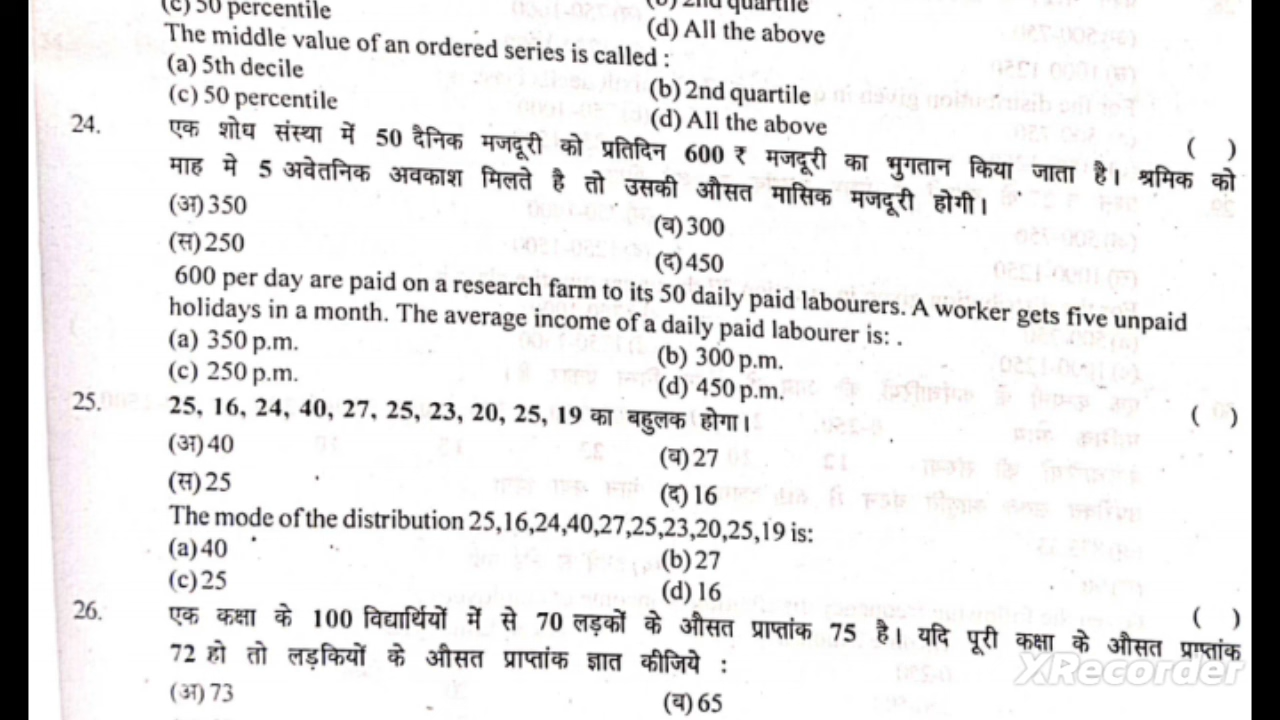 (c) 50 percentile
(b) 2nd quartile
(d) All the above
The middle value of an ordered series is called :
(a) 5th decile
(b) 2nd quartile
(c) 50 percentile
(d) All the above
( )
24. एक शोध संस्था में 50 दैनिक मजदूरी को प्रतिदिन 600 ₹ मजदूरी का भुगतान किया जाता है। श्रमिक को
माह मे 5 अवेतनिक अवकाश मिलते है तो उसकी औसत मासिक मजदूरी होगी।
(अ) 350
(ब) 300
(स) 250
(द) 450
600 per day are paid on a research farm to its 50 daily paid labourers. A worker gets five unpaid
holidays in a month. The average income of a daily paid labourer is: .
(a) 350 p.m.
(b) 300 p.m.
(c) 250 p.m.
(d) 450 p.m.
( )
25. 25, 16, 24, 40, 27, 25, 23, 20, 25, 19 का बहुलक होगा।
(अ) 40
(ब) 27
(स) 25
(द) 16
The mode of the distribution 25,16,24,40,27,25,23,20,25,19 is:
(a) 40
(b) 27
(c) 25
(d) 16
( )
26. एक कक्षा के 100 विद्यार्थियों में से 70 लड़कों के औसत प्राप्तांक 75 है। यदि पूरी कक्षा के औसत प्राप्तांक
72 हो तो लड़कियों के औसत प्राप्तांक ज्ञात कीजिये :
(अ) 73
(ब) 65
XRecorder